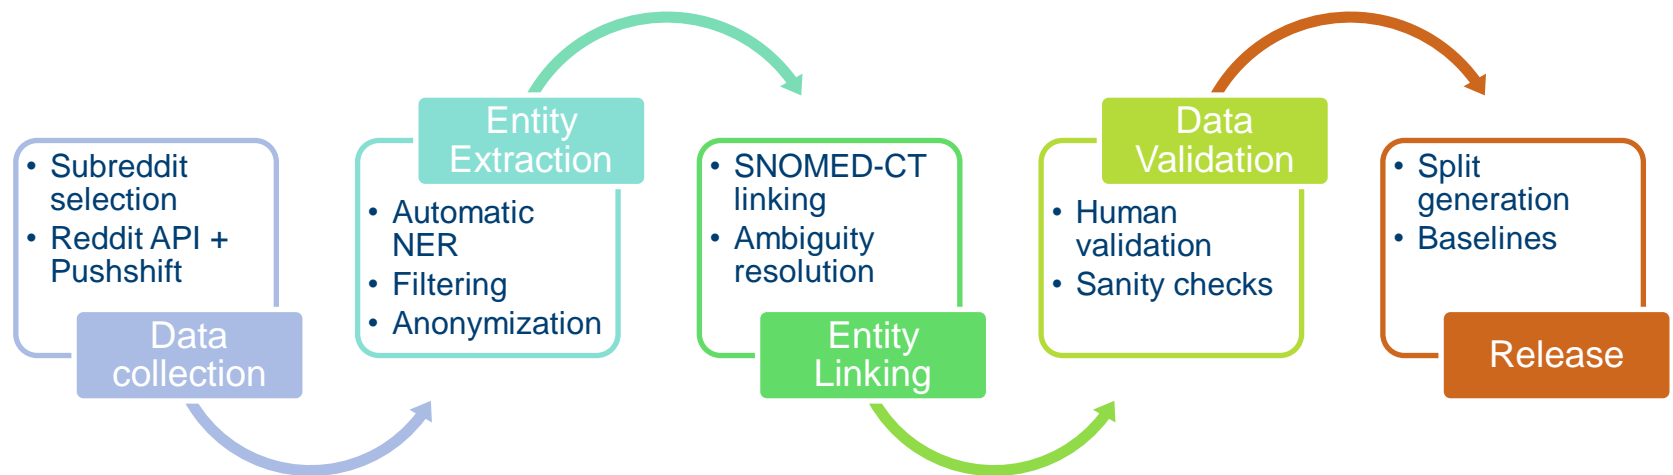 • Subreddit
selection
• Reddit API +
Pushshift
Data
collection
Entity
Extraction
• Automatic
NER
• Filtering
• Anonymization
• SNOMED-CT
linking
• Ambiguity
resolution
Entity
Linking
Data
Validation
• Human
validation
• Sanity checks
• Split
generation
• Baselines
Release